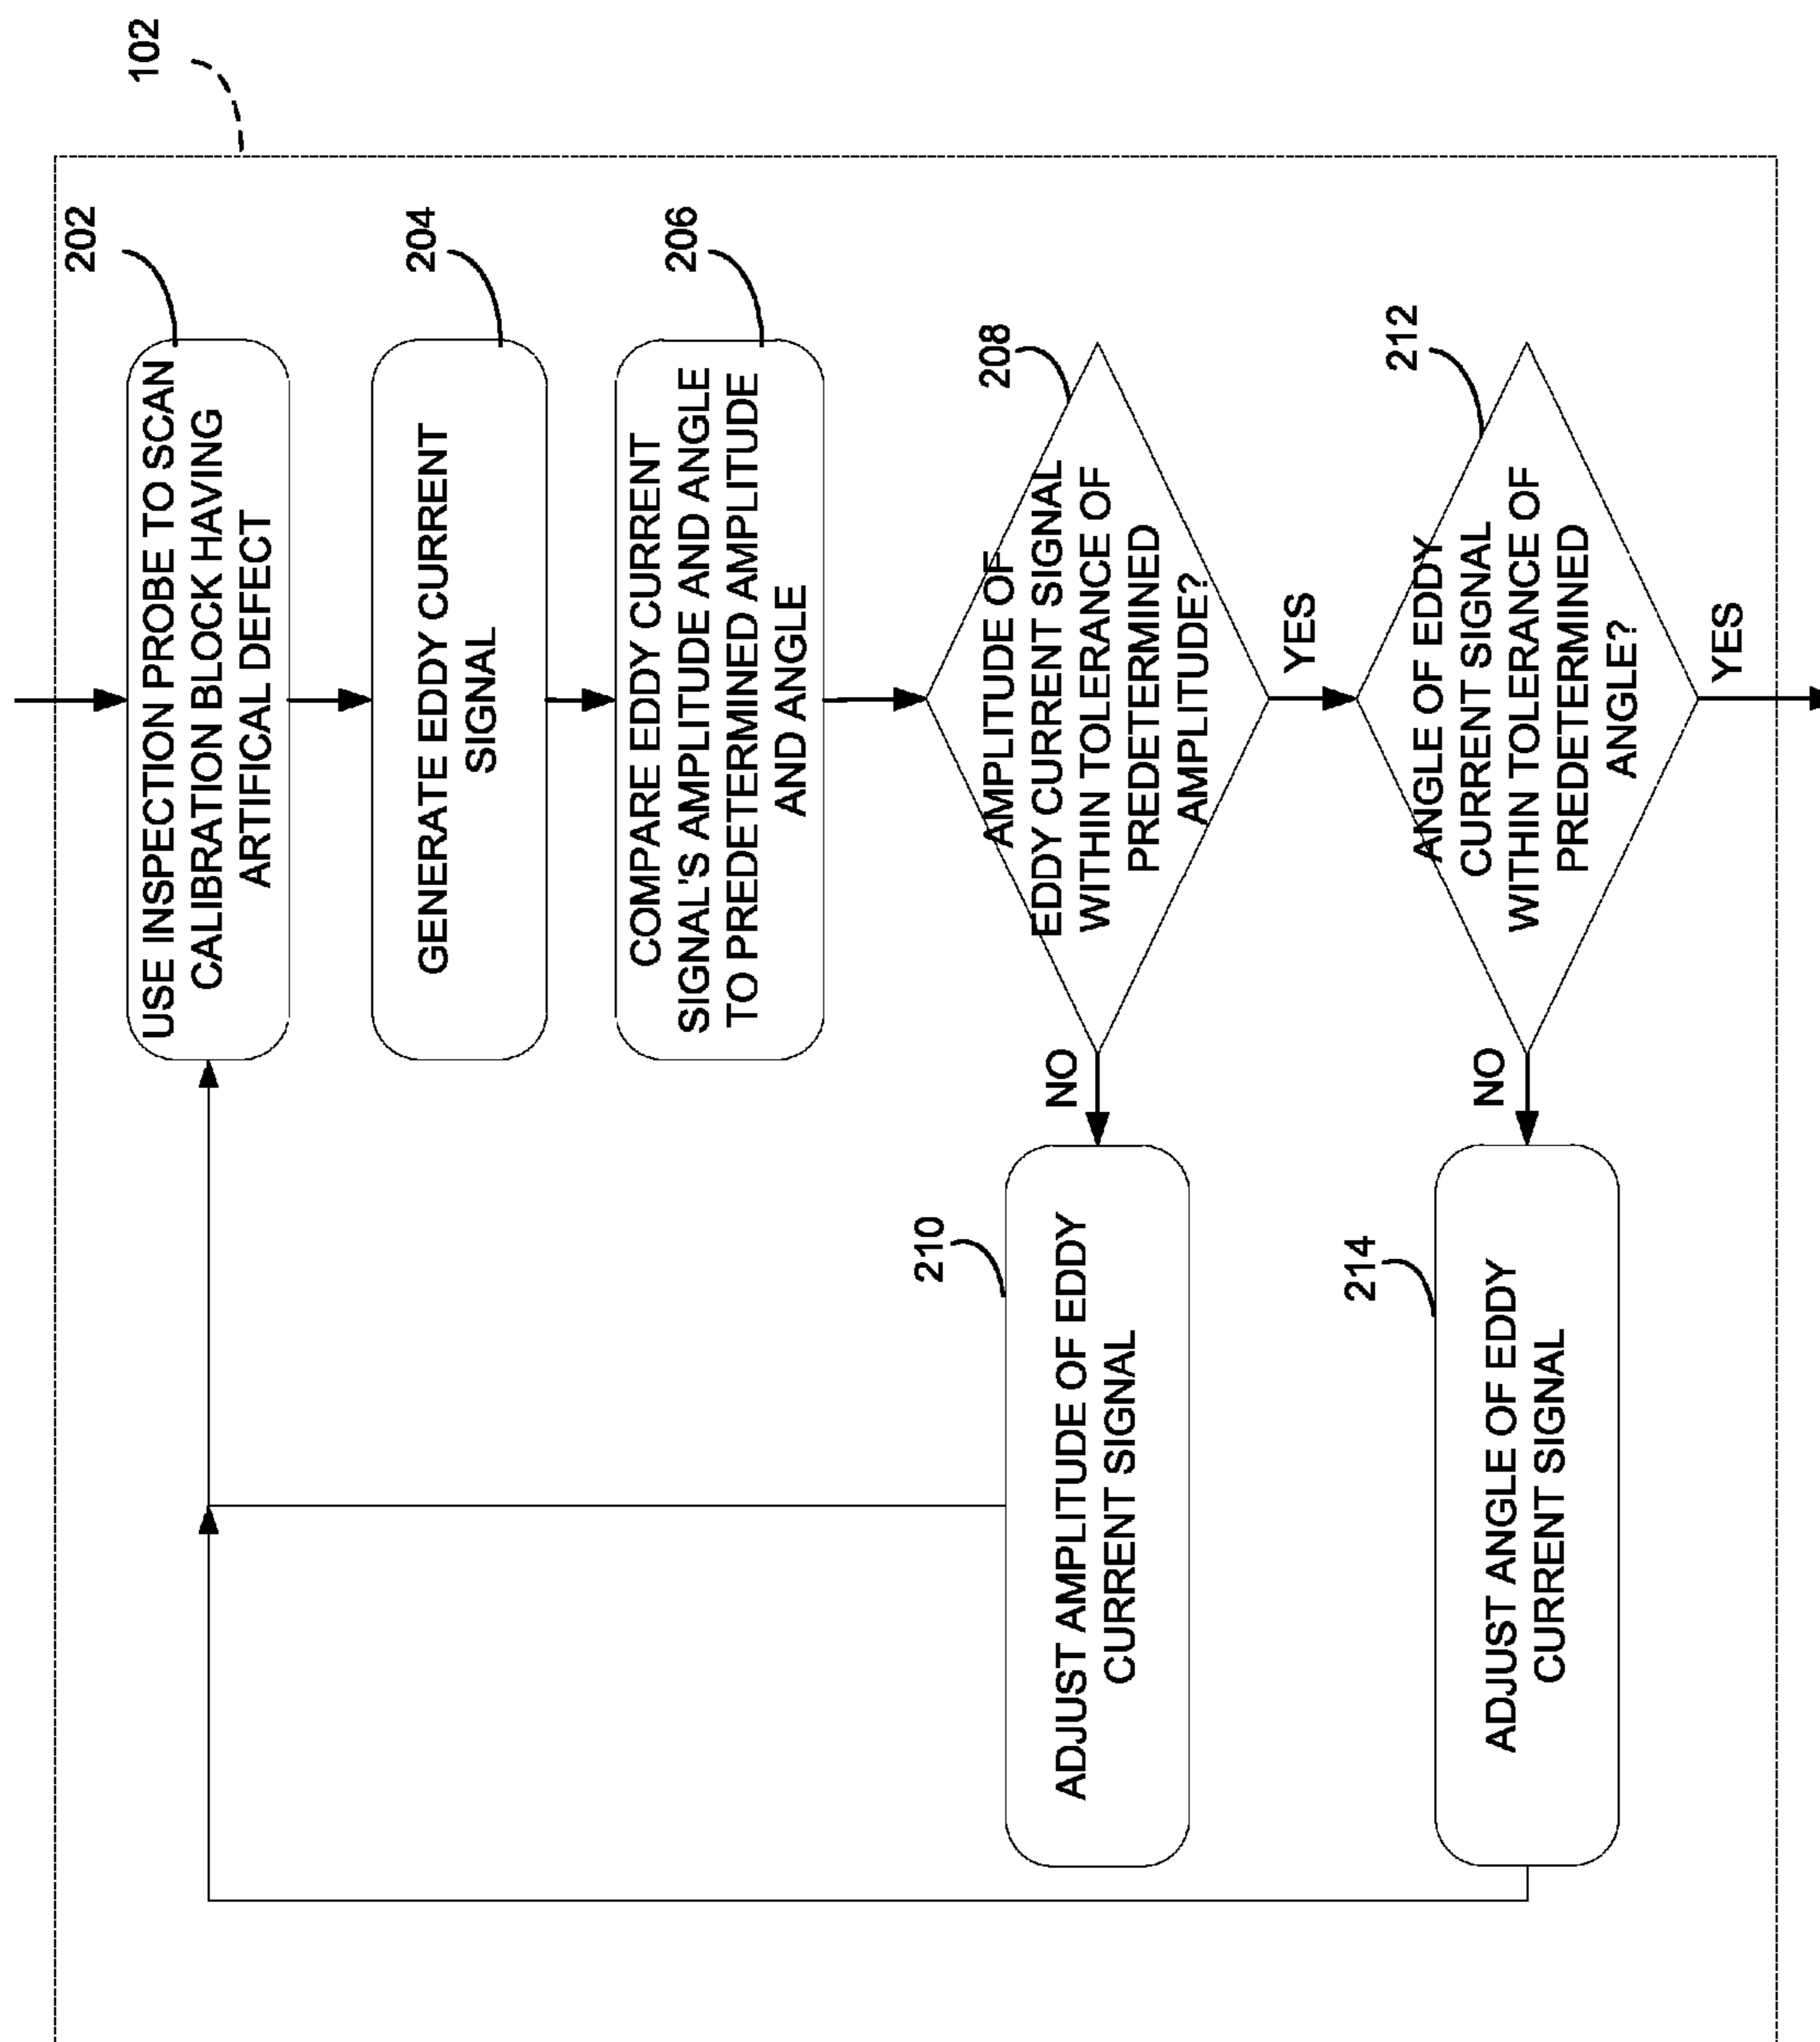 102
202
USE INSPECTION PROBE TO SCAN
CALIBRATION BLOCK HAVING
ARTIFICAL DEFECT
204
GENERATE EDDY CURRENT
SIGNAL
206
COMPARE EDDY CURRENT
SIGNAL'S AMPLITUDE AND ANGLE
TO PREDETERMINED AMPLITUDE
AND ANGLE
208
AMPLITUDE OF
EDDY CURRENT SIGNAL
WITHIN TOLERANCE OF
PREDETERMINED
AMPLITUDE?
NO
210
ADJUST AMPLITUDE OF EDDY
CURRENT SIGNAL
YES
212
ANGLE OF EDDY
CURRENT SIGNAL
WITHIN TOLERANCE OF
PREDETERMINED
ANGLE?
NO
214
ADJUST ANGLE OF EDDY
CURRENT SIGNAL
YES